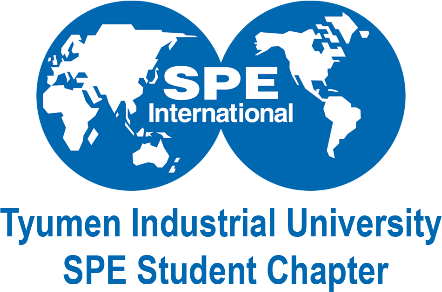 SPE
International
Tyumen Industrial University
SPE Student Chapter